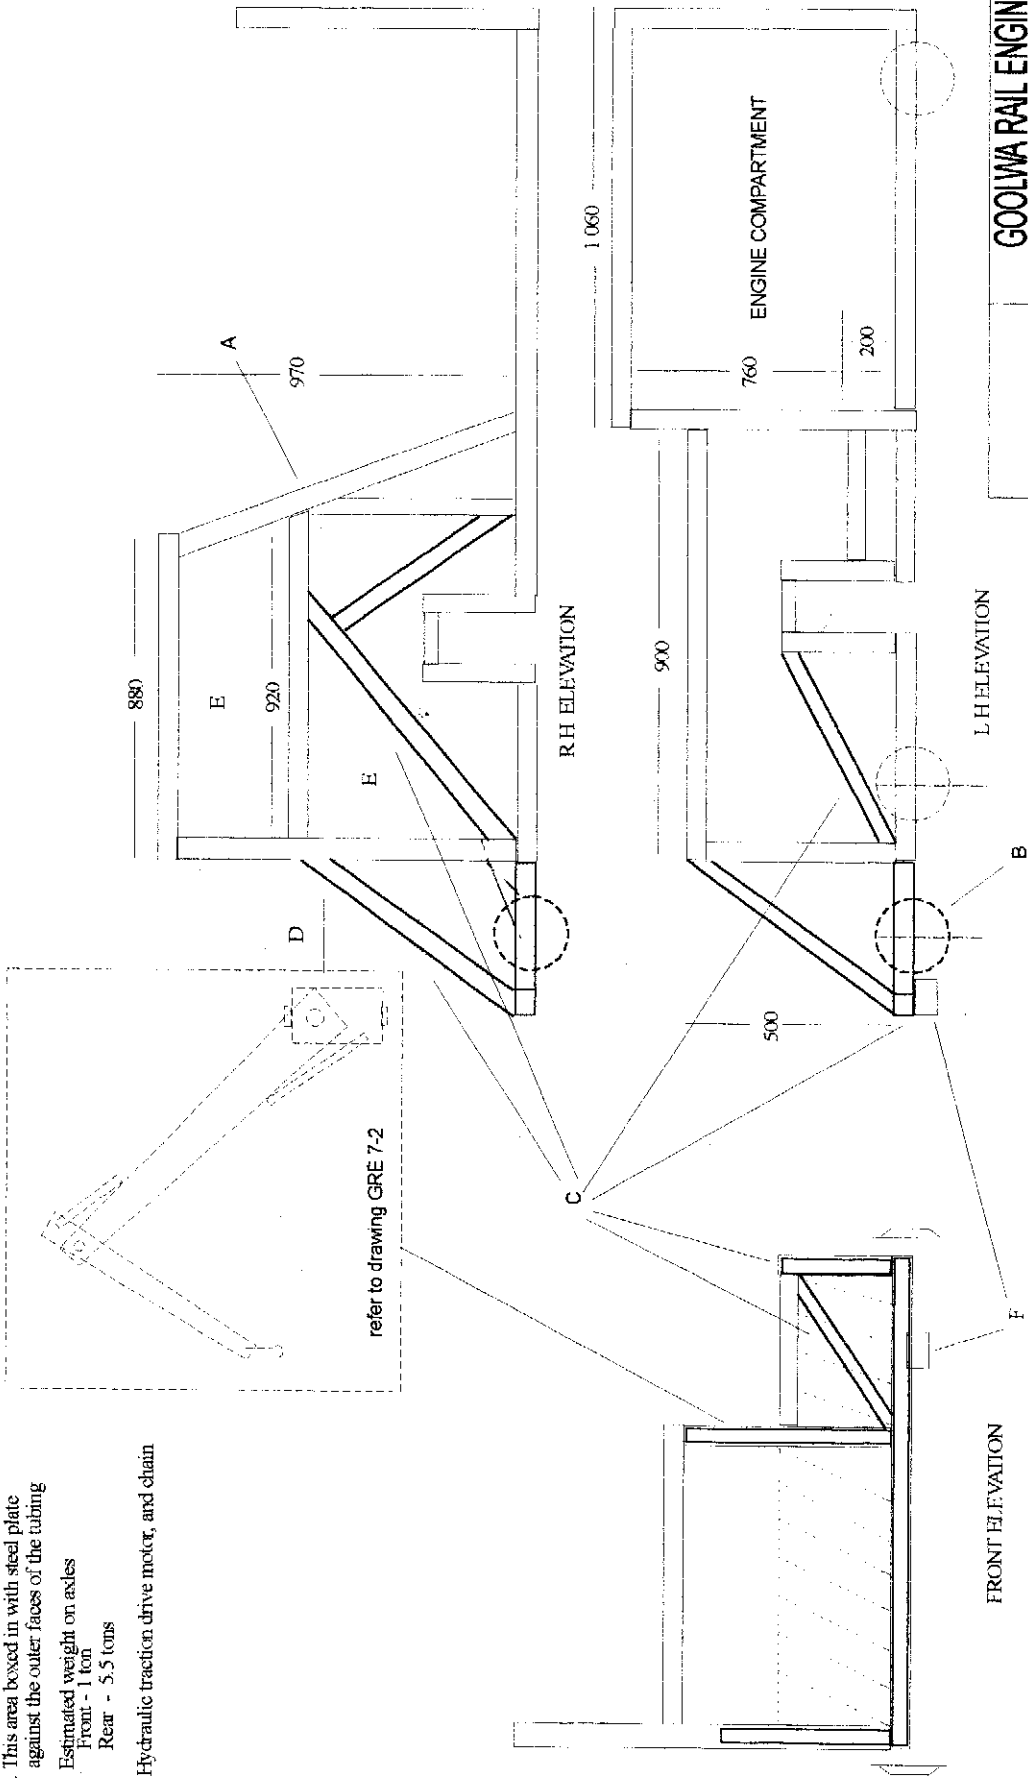 This area boxed in with steel plate
against the outer faces of the tubing
Estimated weight on axles
Front - 1 ton
Rear - 5.5 tons
Hydraulic traction drive motor, and chain
refer to drawing GRE 7-2
D
880
E
920
E
A
970
RH ELEVATION
C
500
900
1 060
ENGINE COMPARTMENT
760
200
LH ELEVATION
B
F
FRONT ELEVATION
GOOLWA RAIL ENGIN